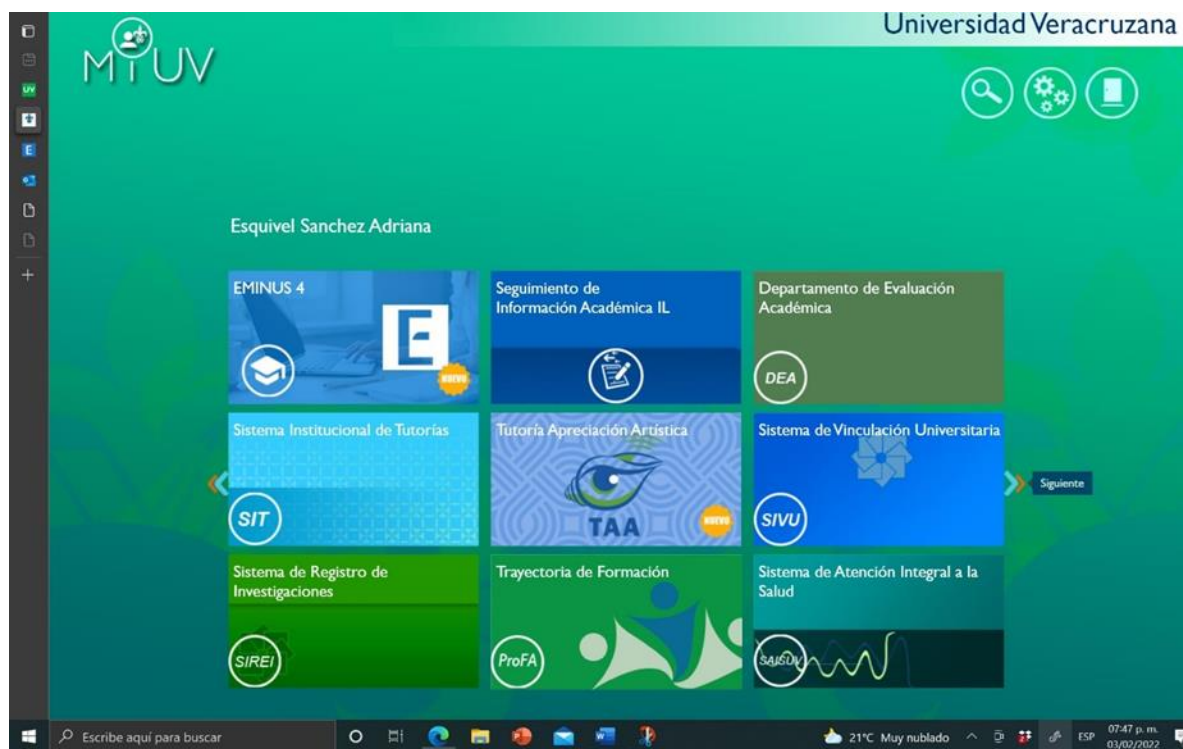 Universidad Veracruzana
MiUV
UV
E
Esquivel Sanchez Adriana
EMINUS 4
E
NUEVO
Seguimiento de
Información Académica IL
Departamento de Evaluación
Académica
DEA
Sistema Institucional de Tutorías
SIT
Tutoría Apreciación Artística
TAA
NUEVO
Sistema de Vinculación Universitaria
SIVU
Siguiente
Sistema de Registro de
Investigaciones
SIREI
Trayectoria de Formación
ProFA
Sistema de Atención Integral a la
Salud
SAISUV
Escribe aquí para buscar
21°C Muy nublado
ESP
07:47 p. m.
03/02/2022